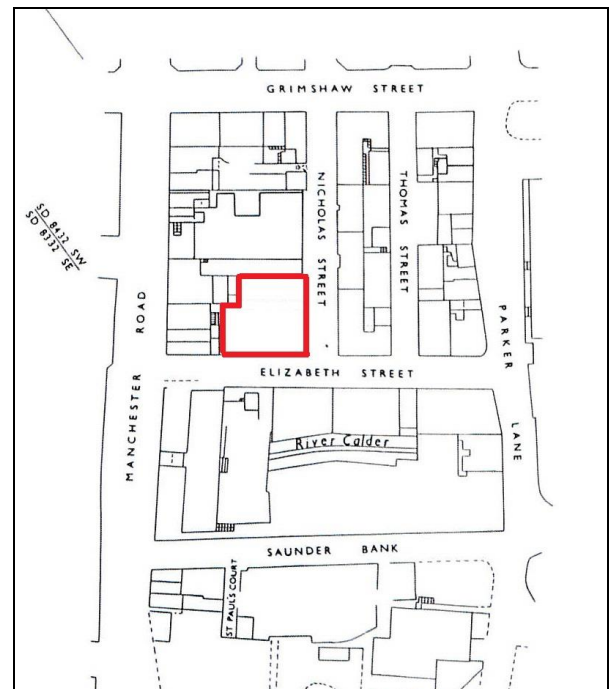 GRIMSHAW STREET
NICHOLAS STREET
THOMAS STREET
SD 8432 SW
SD 8332 SE
MANCHESTER ROAD
PARKER LANE
ELIZABETH STREET
River Calder
SAUNDER BANK
ST PAUL'S COURT